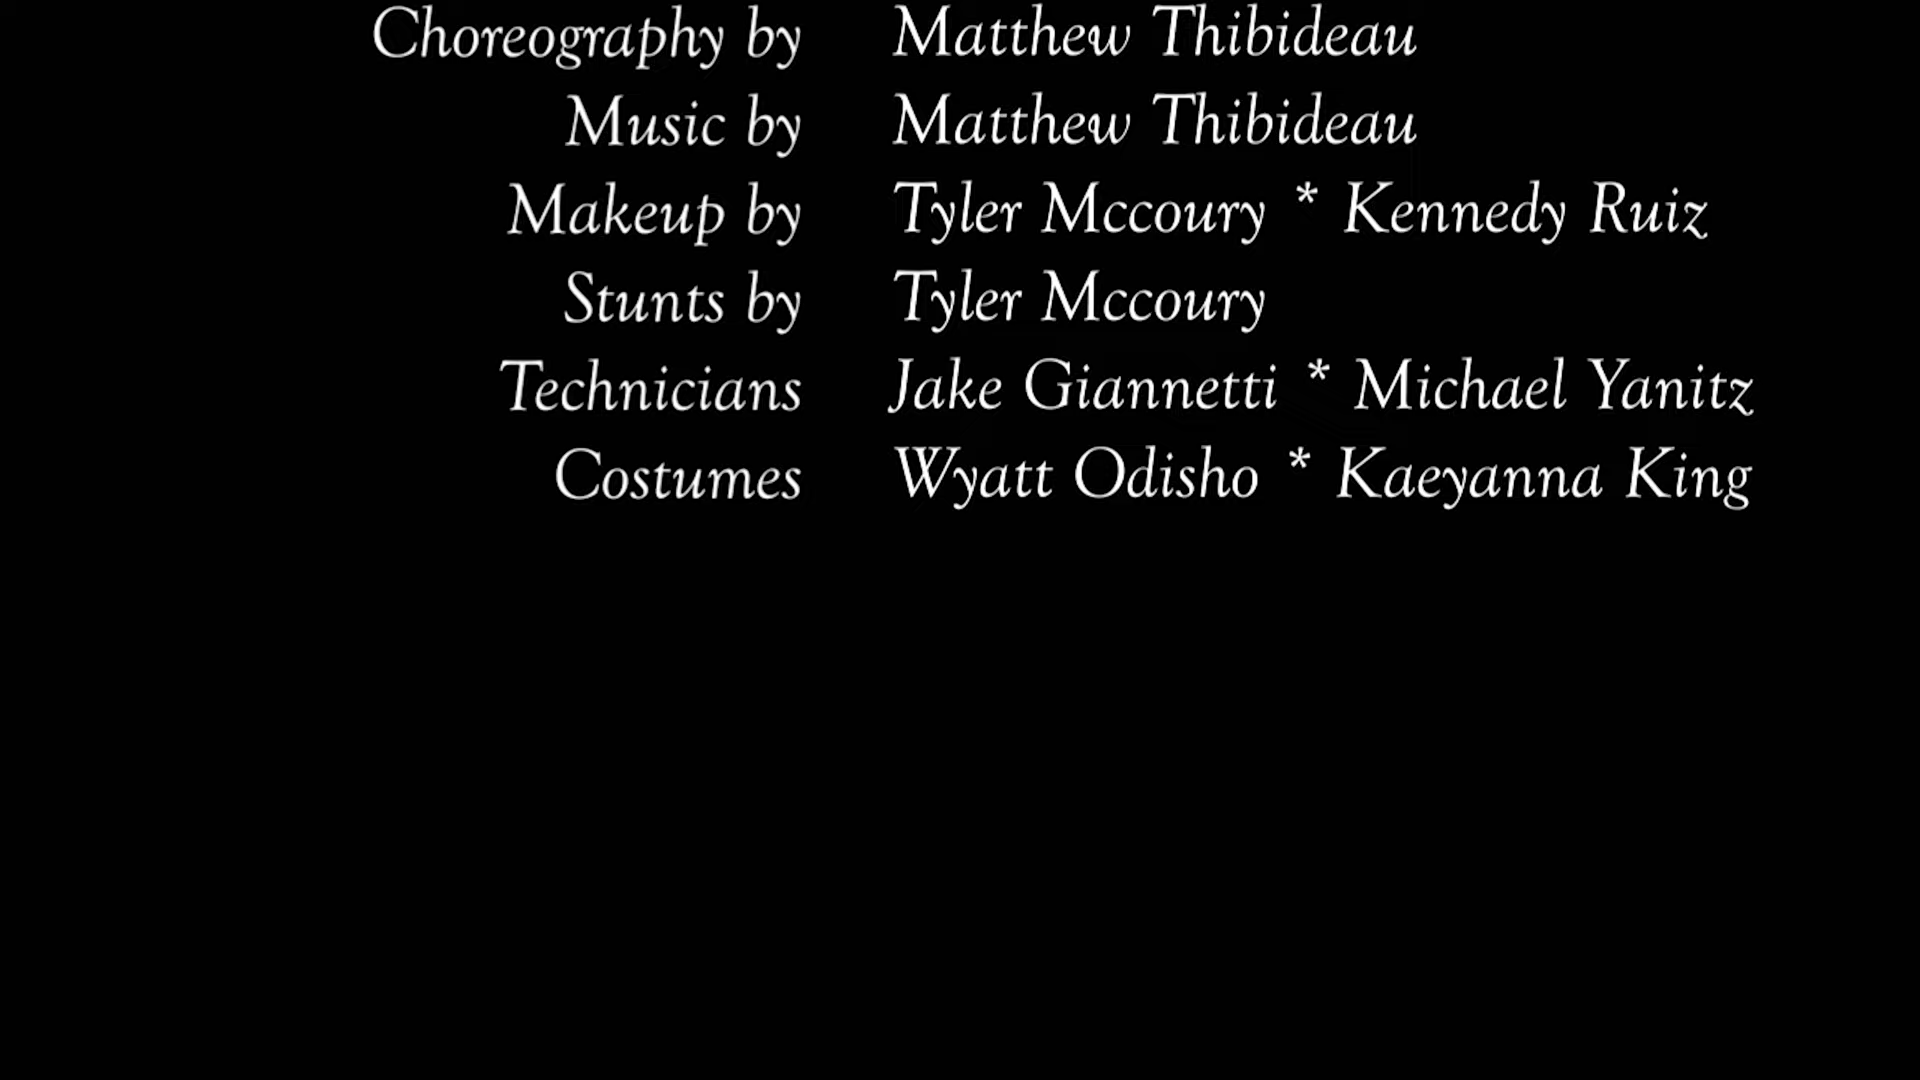 Choreography by Matthew Thibideau
Music by Matthew Thibideau
Makeup by Tyler Mccoury * Kennedy Ruiz
Stunts by Tyler Mccoury
Technicians Jake Giannetti * Michael Yanitz
Costumes Wyatt Odisho * Kaeyanna King